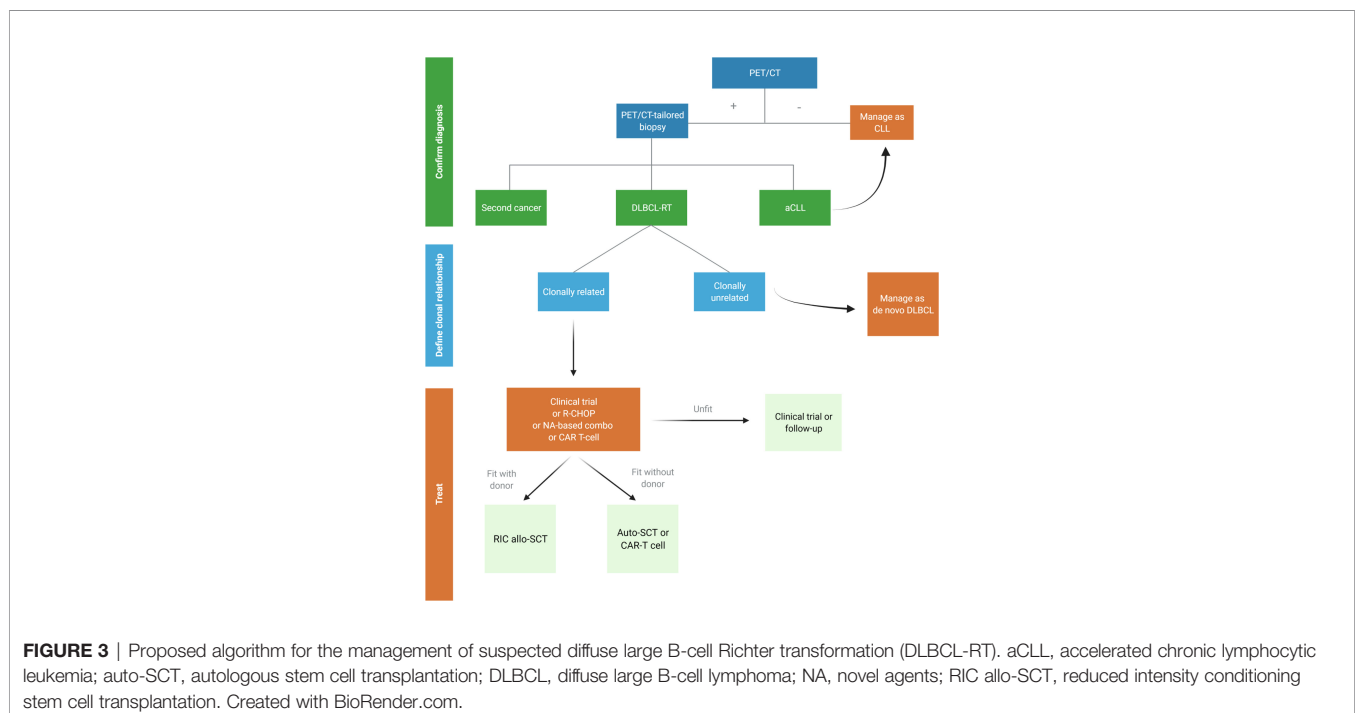 Confirm diagnosis
PET/CT
+
-
PET/CT-tailored
biopsy
Manage as
CLL
Second cancer
DLBCL-RT
aCLL
Define clonal relationship
Clonally related
Clonally
unrelated
Manage as
de novo DLBCL
Treat
Clinical trial
or R-CHOP
or NA-based combo
or CAR T-cell
Unfit
Clinical trial or
follow-up
Fit with
donor
Fit without
donor
RIC allo-SCT
Auto-SCT or
CAR-T cell
FIGURE 3 | Proposed algorithm for the management of suspected diffuse large B-cell Richter transformation (DLBCL-RT). aCLL, accelerated chronic lymphocytic
leukemia; auto-SCT, autologous stem cell transplantation; DLBCL, diffuse large B-cell lymphoma; NA, novel agents; RIC allo-SCT, reduced intensity conditioning
stem cell transplantation. Created with BioRender.com.